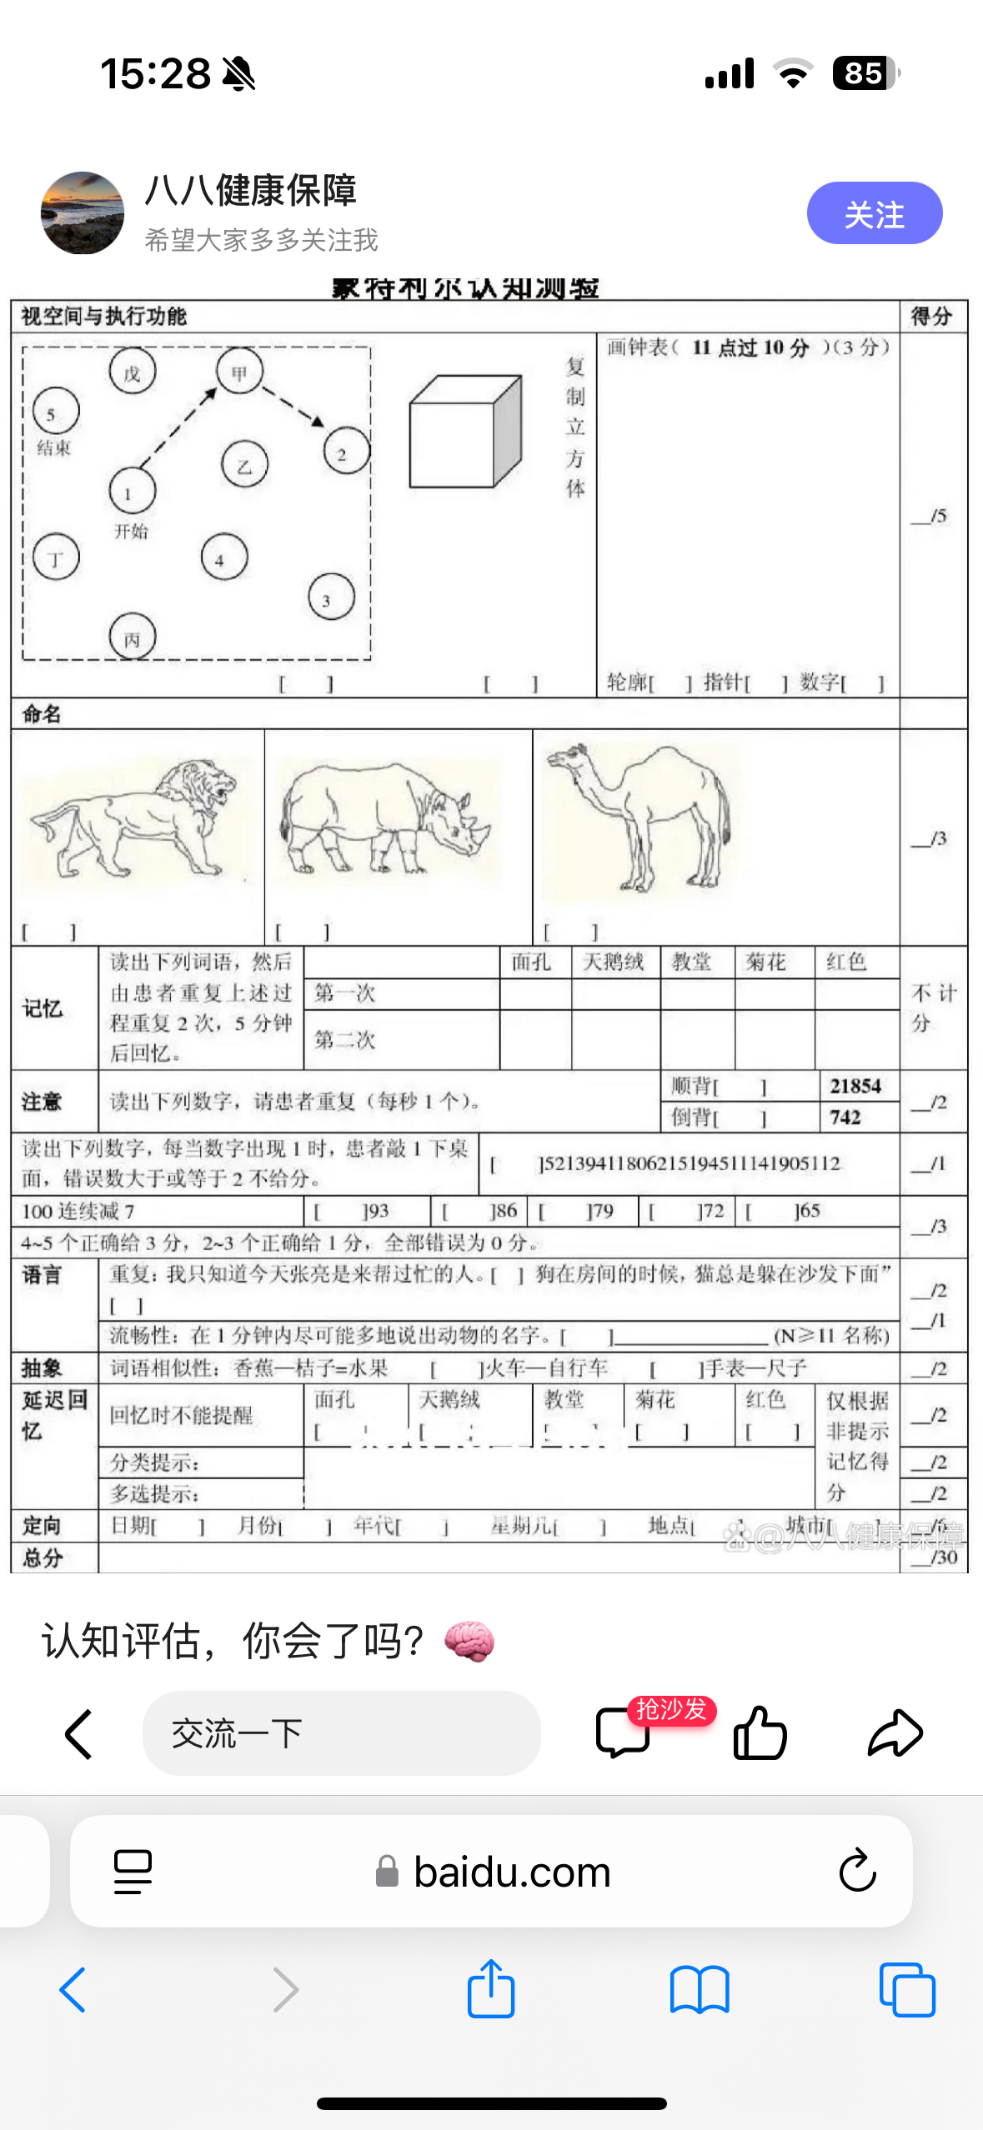 15:28
85
八八健康保障
希望大家多多关注我
关注
蒙特利尔认知测验
视空间与执行功能
得分
戊
甲
5
结束
2
乙
1
开始
丁
4
3
丙
[ ]
复制立方体
[ ]
画钟表( 11 点过 10 分 )(3 分)
轮廓[ ] 指针[ ] 数字[ ]
__/5
命名
[ ]
[ ]
[ ]
__/3
记忆
读出下列词语，然后
由患者重复上述过
程重复 2 次，5 分钟
后回忆。
面孔 天鹅绒 教堂 菊花 红色
第一次
第二次
不 计
分
注意
读出下列数字，请患者重复（每秒 1 个）。
顺背[ ] 21854
倒背[ ] 742
__/2
读出下列数字，每当数字出现 1 时，患者敲 1 下桌
面，错误数大于或等于 2 不给分。
[ ]52139411806215194511141905112
__/1
100 连续减 7 [ ]93 [ ]86 [ ]79 [ ]72 [ ]65
4~5 个正确给 3 分，2~3 个正确给 1 分，全部错误为 0 分。
__/3
语言
重复：我只知道今天张亮是来帮过忙的人。[ ] 狗在房间的时候，猫总是躲在沙发下面”
[ ]
__/2
流畅性：在 1 分钟内尽可能多地说出动物的名字。[ ]__________ (N≥11 名称)
__/1
抽象
词语相似性：香蕉—桔子=水果 [ ]火车—自行车 [ ]手表—尺子
__/2
延迟回
忆
回忆时不能提醒
面孔 天鹅绒 教堂 菊花 红色
[ ] [ ] [ ] [ ] [ ]
仅根据
非提示
记忆得
分
__/2
分类提示：
__/2
多选提示：
__/2
定向
日期[ ] 月份[ ] 年代[ ] 星期几[ ] 地点[ ] 城市[ ]
__/6
@八八健康保障
总分
__/30
认知评估，你会了吗？
交流一下
抢沙发
baidu.com